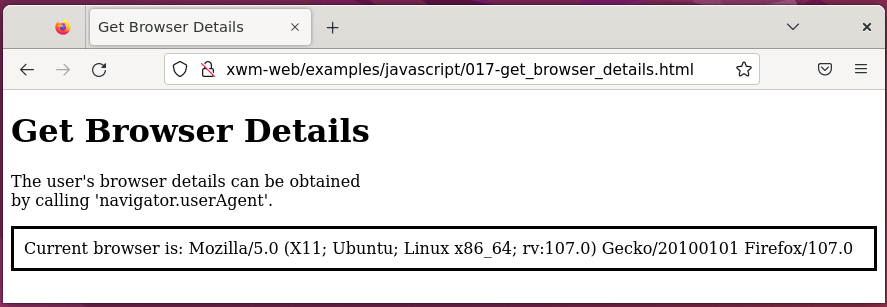 Get Browser Details
xwm-web/examples/javascript/017-get_browser_details.html
Get Browser Details
The user's browser details can be obtained
by calling 'navigator.userAgent'.
Current browser is: Mozilla/5.0 (X11; Ubuntu; Linux x86_64; rv:107.0) Gecko/20100101 Firefox/107.0